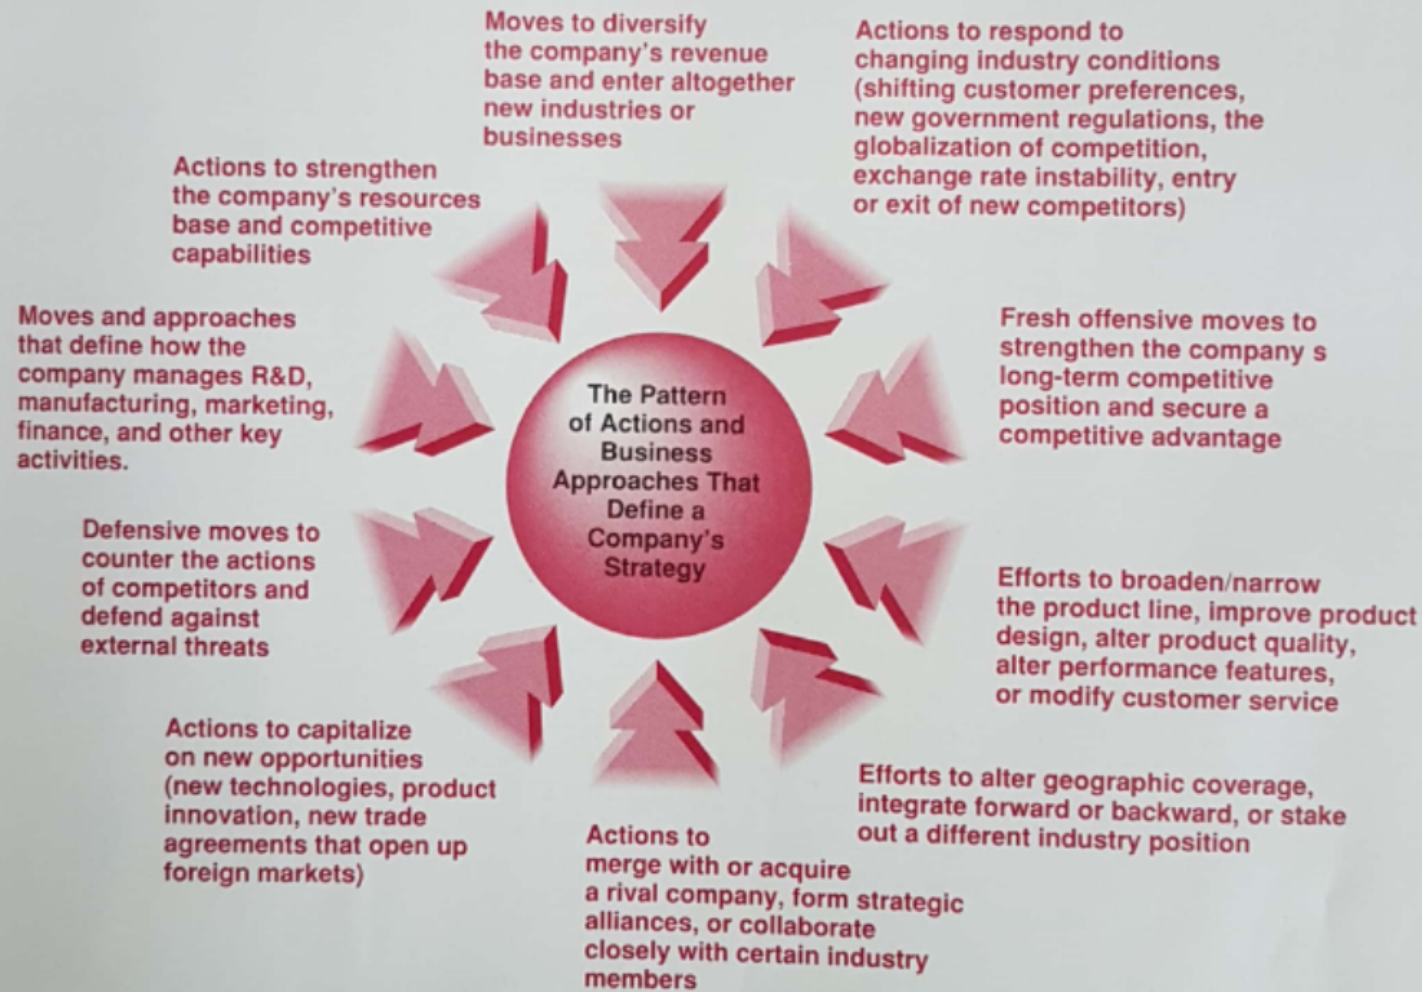 Moves to diversify
the company's revenue
base and enter altogether
new industries or
businesses
Actions to respond to
changing industry conditions
(shifting customer preferences,
new government regulations, the
globalization of competition,
exchange rate instability, entry
or exit of new competitors)
Fresh offensive moves to
strengthen the company s
long-term competitive
position and secure a
competitive advantage
Efforts to broaden/narrow
the product line, improve product
design, alter product quality,
alter performance features,
or modify customer service
Efforts to alter geographic coverage,
integrate forward or backward, or stake
out a different industry position
Actions to
merge with or acquire
a rival company, form strategic
alliances, or collaborate
closely with certain industry
members
Actions to capitalize
on new opportunities
(new technologies, product
innovation, new trade
agreements that open up
foreign markets)
Defensive moves to
counter the actions
of competitors and
defend against
external threats
Moves and approaches
that define how the
company manages R&D,
manufacturing, marketing,
finance, and other key
activities.
Actions to strengthen
the company's resources
base and competitive
capabilities
The Pattern
of Actions and
Business
Approaches That
Define a
Company's
Strategy